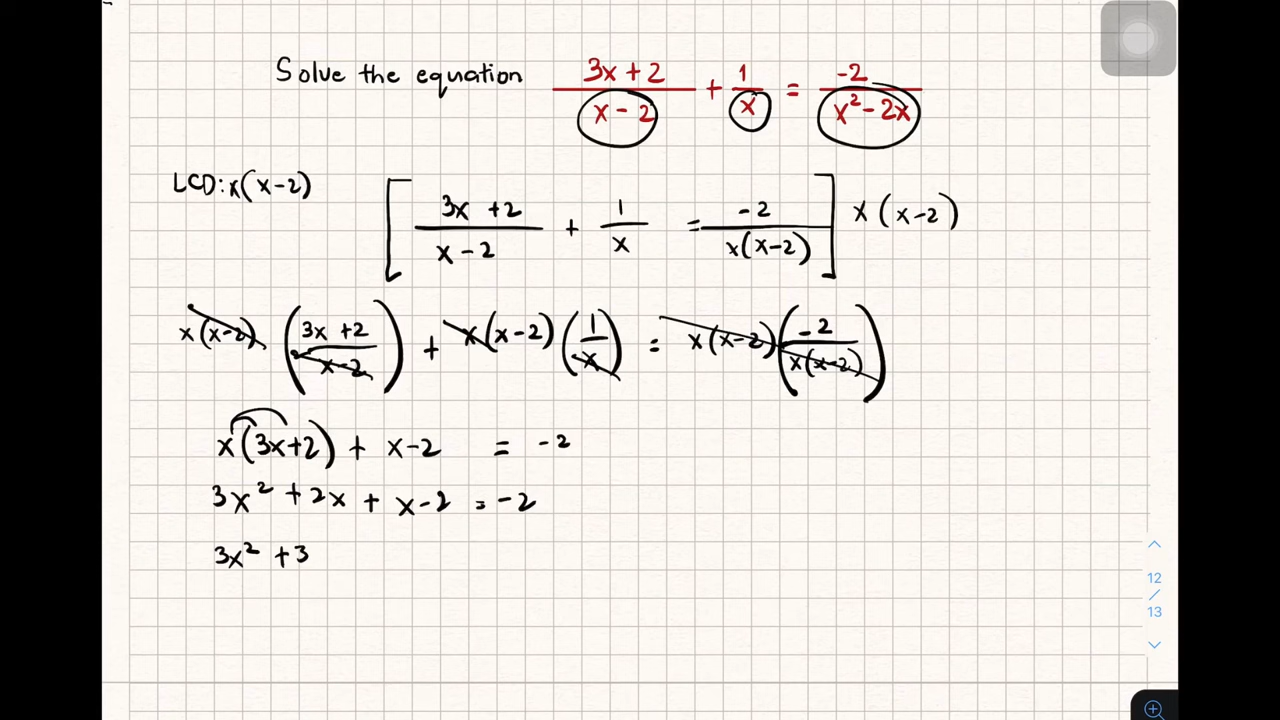 Solve the equation (3x + 2)/(x - 2) + 1/x = -2/(x² - 2x)
LCD: x(x-2) [(3x + 2)/(x - 2) + 1/x = -2/(x(x-2))] x(x-2)
x(x-2) ((3x + 2)/(x-2)) + x(x-2) (1/x) = x(x-2) (-2/(x(x-2)))
x(3x+2) + x-2 = -2
3x² + 2x + x-2 = -2
3x² + 3
12
/
13